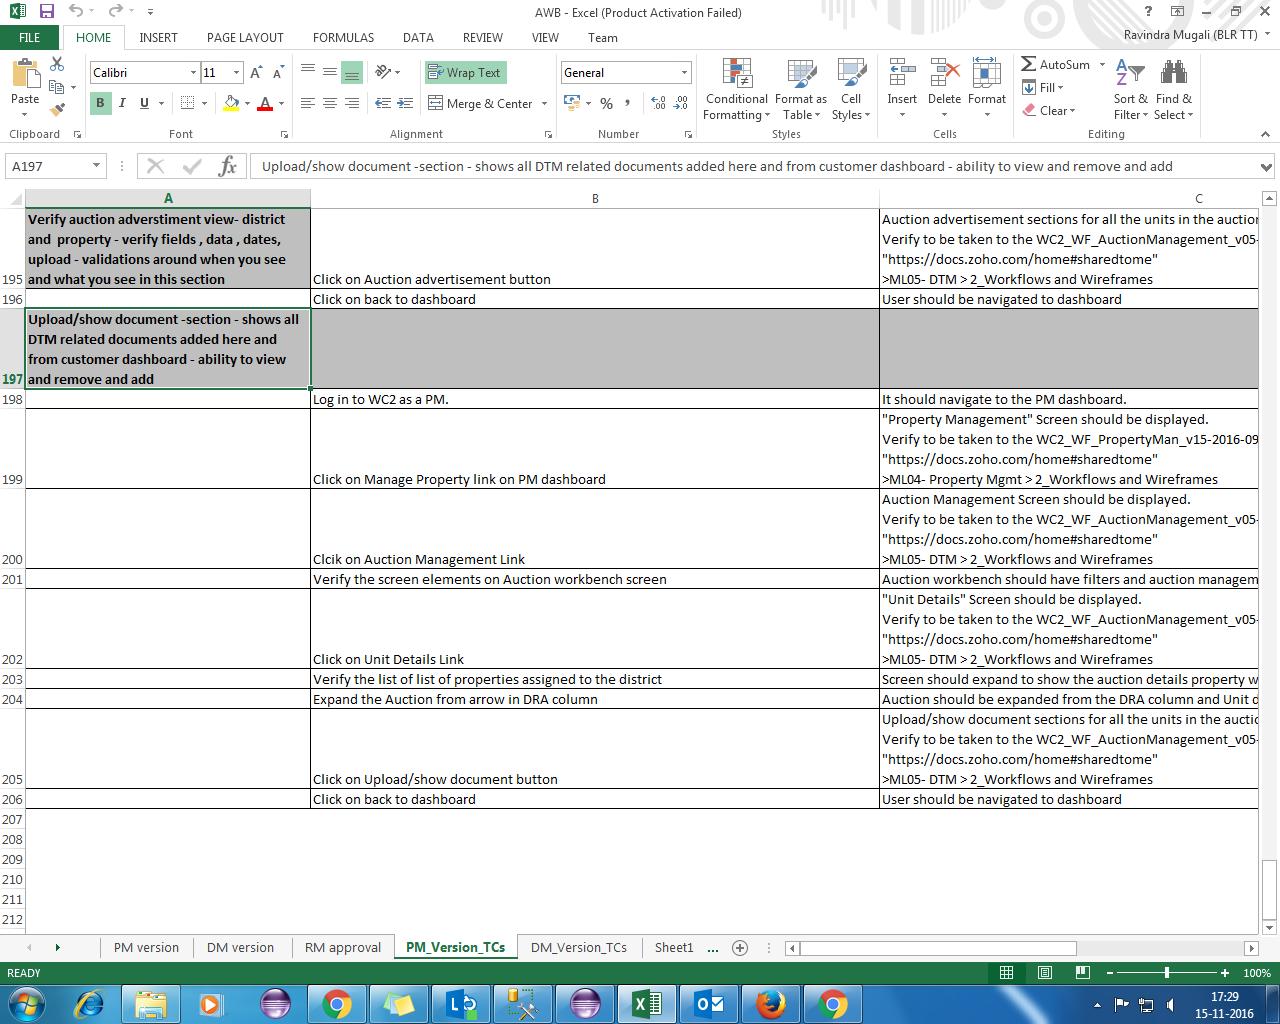 AWB - Excel (Product Activation Failed)
FILE HOME INSERT PAGE LAYOUT FORMULAS DATA REVIEW VIEW Team Ravindra Mugali (BLR TT)
Paste
Calibri 11
B I U
Wrap Text
Merge & Center
General
%
Conditional Formatting
Format as Table
Cell Styles
Insert
Delete
Format
AutoSum
Fill
Clear
Sort & Filter
Find & Select
Clipboard Font Alignment Number Styles Cells Editing
A197 fx Upload/show document -section - shows all DTM related documents added here and from customer dashboard - ability to view and remove and add
A B C
Verify auction adverstiment view- district
and property - verify fields , data , dates,
upload - validations around when you see
and what you see in this section
195
Click on Auction advertisement button
Auction advertisement sections for all the units in the auction
Verify to be taken to the WC2_WF_AuctionManagement_v05-
"https://docs.zoho.com/home#sharedtome"
>ML05- DTM > 2_Workflows and Wireframes
196 Click on back to dashboard User should be navigated to dashboard
Upload/show document -section - shows all
DTM related documents added here and
from customer dashboard - ability to view
and remove and add
197
198 Log in to WC2 as a PM. It should navigate to the PM dashboard.
199 Click on Manage Property link on PM dashboard
"Property Management" Screen should be displayed.
Verify to be taken to the WC2_WF_PropertyMan_v15-2016-09
"https://docs.zoho.com/home#sharedtome"
>ML04- Property Mgmt > 2_Workflows and Wireframes
200 Clcik on Auction Management Link
Auction Management Screen should be displayed.
Verify to be taken to the WC2_WF_AuctionManagement_v05-
"https://docs.zoho.com/home#sharedtome"
>ML05- DTM > 2_Workflows and Wireframes
201 Verify the screen elements on Auction workbench screen Auction workbench should have filters and auction managem
202 Click on Unit Details Link
"Unit Details" Screen should be displayed.
Verify to be taken to the WC2_WF_AuctionManagement_v05-
"https://docs.zoho.com/home#sharedtome"
>ML05- DTM > 2_Workflows and Wireframes
203 Verify the list of list of properties assigned to the district Screen should expand to show the auction details property w
204 Expand the Auction from arrow in DRA column Auction should be expanded from the DRA column and Unit d
205 Click on Upload/show document button
Upload/show document sections for all the units in the auctio
Verify to be taken to the WC2_WF_AuctionManagement_v05-
"https://docs.zoho.com/home#sharedtome"
>ML05- DTM > 2_Workflows and Wireframes
206 Click on back to dashboard User should be navigated to dashboard
207
208
209
210
211
212
PM version DM version RM approval PM_Version_TCs DM_Version_TCs Sheet1 ...
READY 100%
17:29
15-11-2016